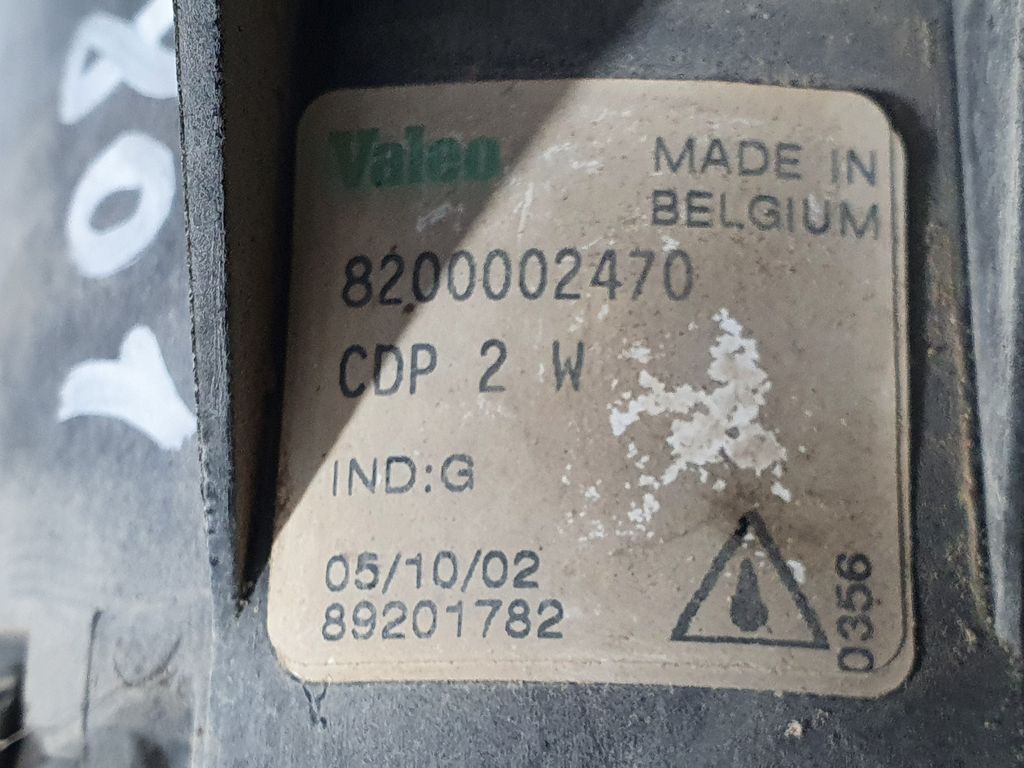 Valeo
MADE IN
BELGIUM
8200002470
CDP 2 W
IND:G
05/10/02
89201782
0356